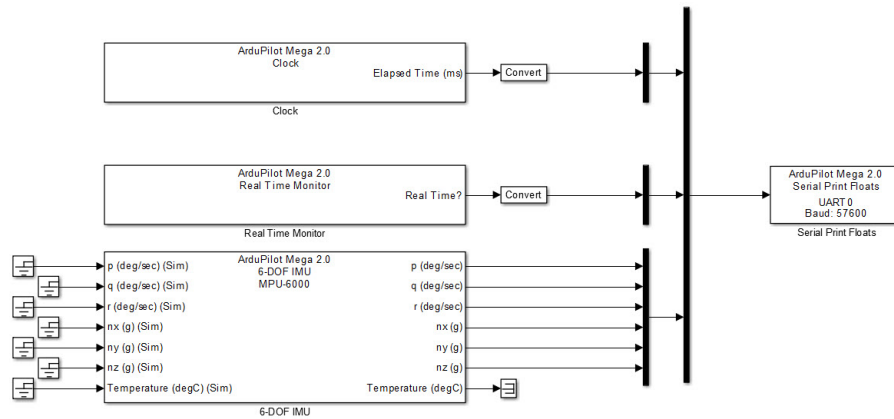 ArduPilot Mega 2.0
Clock
Elapsed Time (ms)
Convert
Clock
ArduPilot Mega 2.0
Real Time Monitor
Real Time?
Convert
Real Time Monitor
ArduPilot Mega 2.0
Serial Print Floats
UART 0
Baud: 57600
Serial Print Floats
ArduPilot Mega 2.0
6-DOF IMU
MPU-6000
p (deg/sec) (Sim)
q (deg/sec) (Sim)
r (deg/sec) (Sim)
nx (g) (Sim)
ny (g) (Sim)
nz (g) (Sim)
Temperature (degC) (Sim)
p (deg/sec)
q (deg/sec)
r (deg/sec)
nx (g)
ny (g)
nz (g)
Temperature (degC)
6-DOF IMU